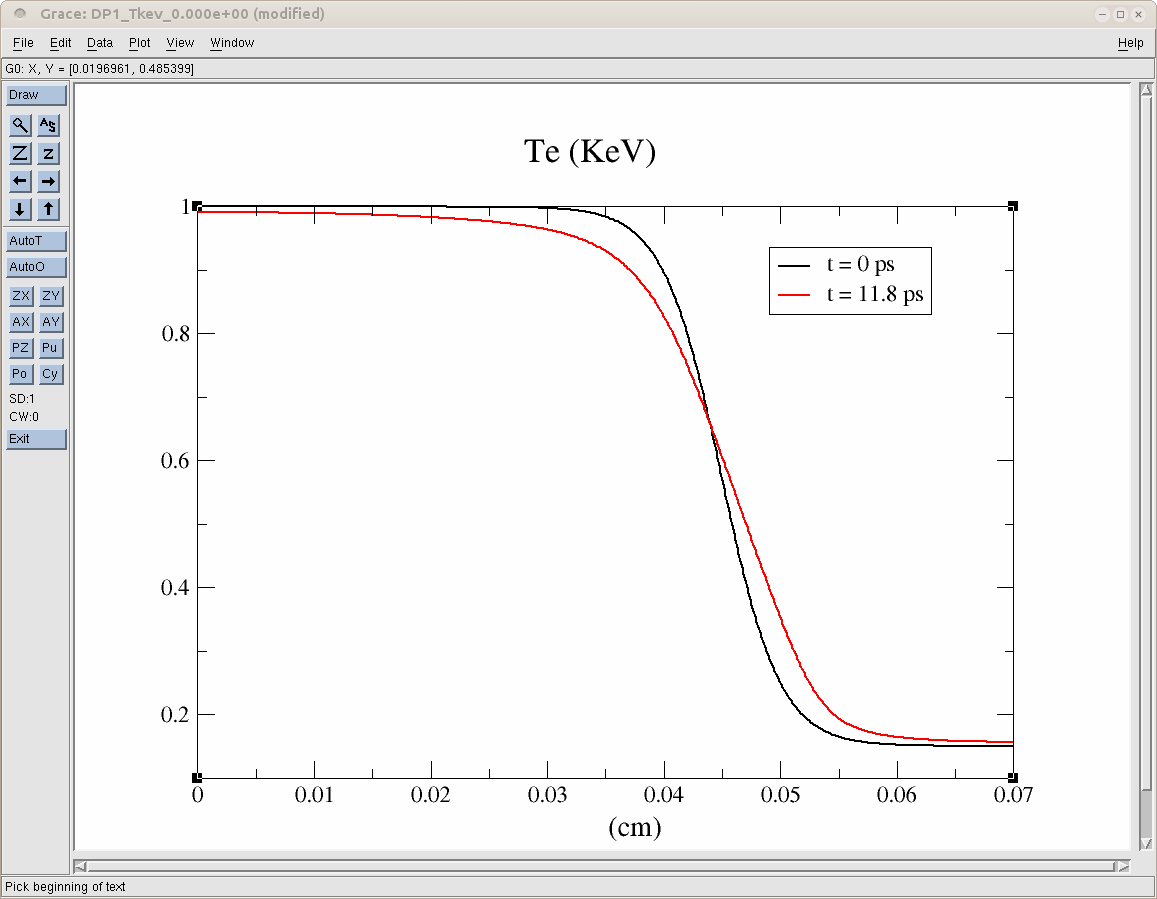 Grace: DP1_Tkev_0.000e+00 (modified)
File Edit Data Plot View Window Help
G0: X, Y = [0.0196961, 0.485399]
Draw
A S
Z z
AutoT
AutoO
ZX ZY
AX AY
PZ Pu
Po Cy
SD:1
CW:0
Exit
Te (KeV)
t = 0 ps
t = 11.8 ps
1
0.8
0.6
0.4
0.2
0 0.01 0.02 0.03 0.04 0.05 0.06 0.07
(cm)
Pick beginning of text